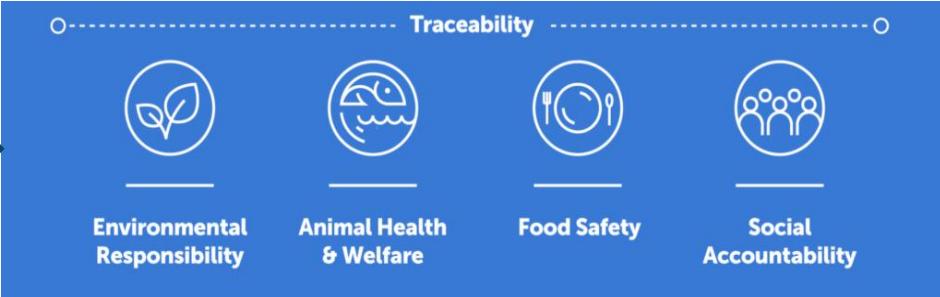 Traceability
Environmental
Responsibility
Animal Health
& Welfare
Food Safety
Social
Accountability